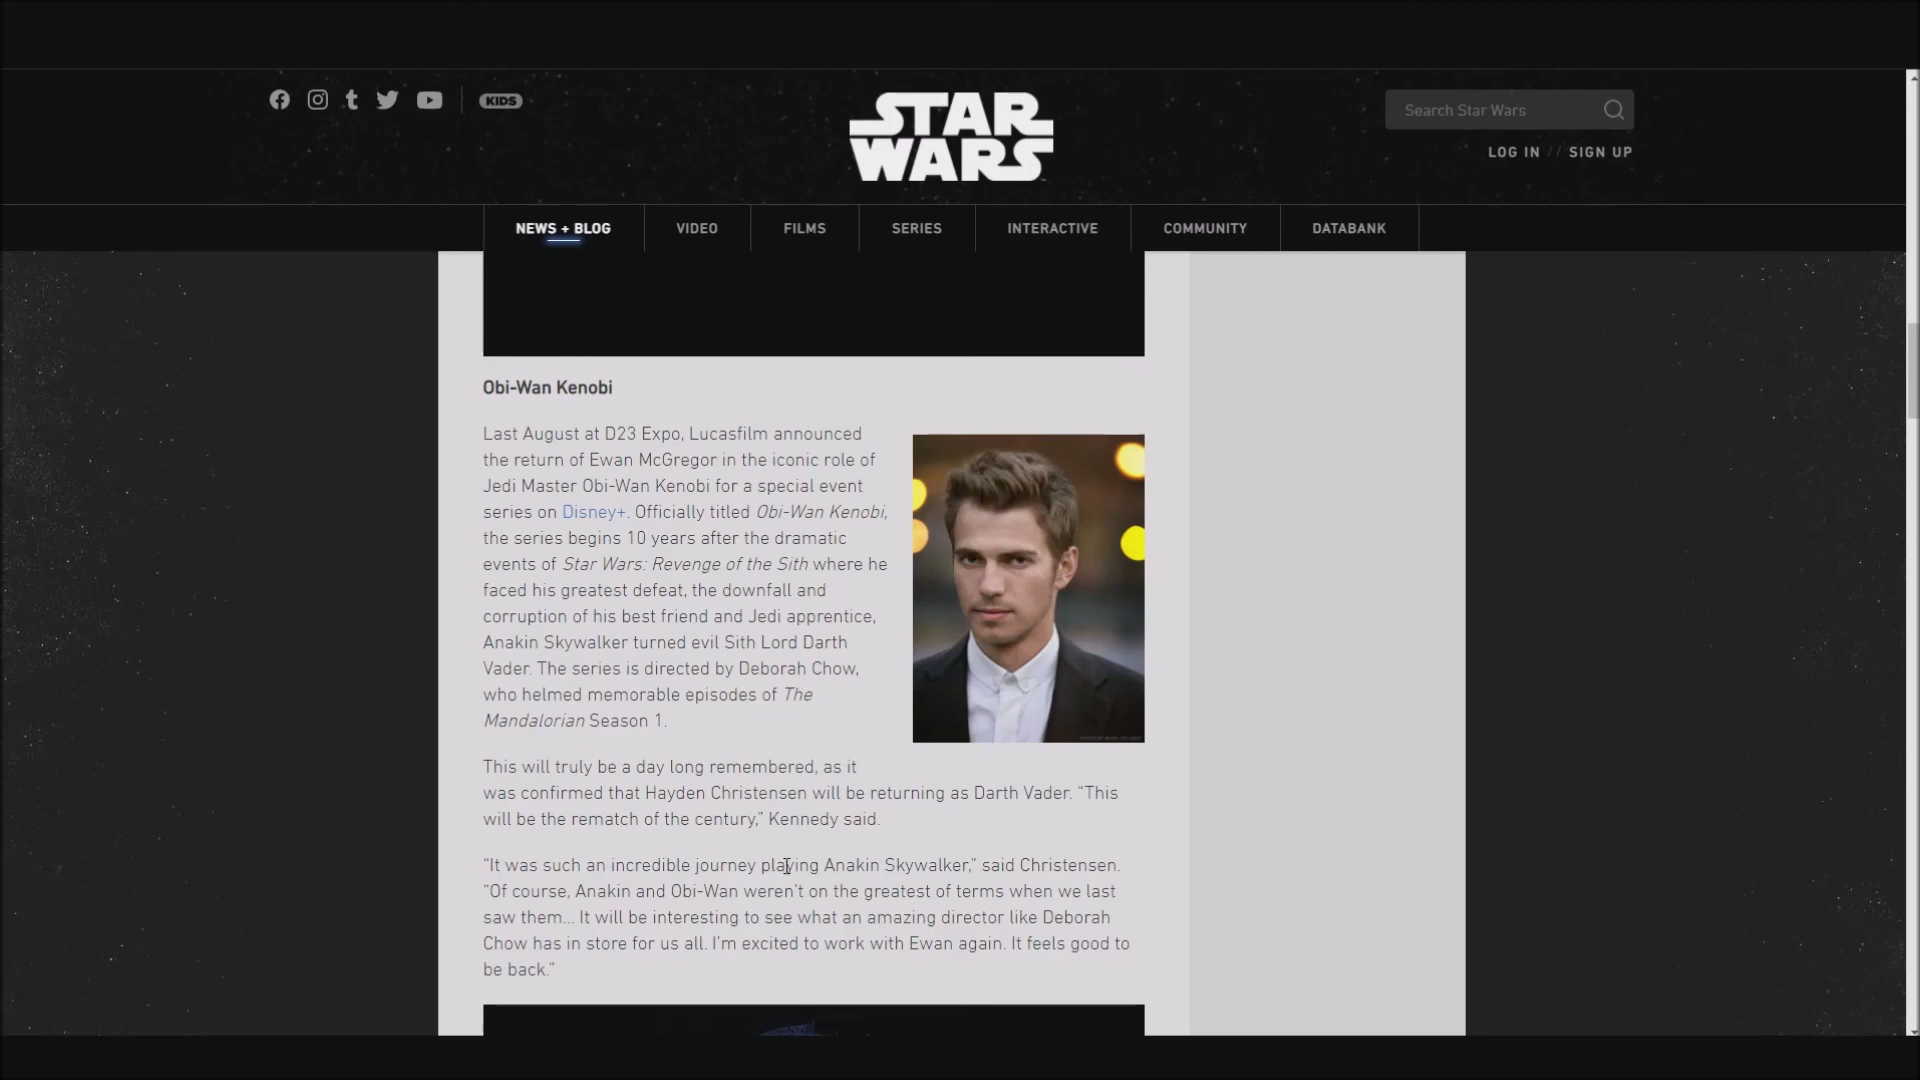 KIDS
STAR
WARS
Search Star Wars
LOG IN // SIGN UP
NEWS + BLOG
VIDEO
FILMS
SERIES
INTERACTIVE
COMMUNITY
DATABANK
Obi-Wan Kenobi
Last August at D23 Expo, Lucasfilm announced
the return of Ewan McGregor in the iconic role of
Jedi Master Obi-Wan Kenobi for a special event
series on Disney+. Officially titled Obi-Wan Kenobi,
the series begins 10 years after the dramatic
events of Star Wars: Revenge of the Sith where he
faced his greatest defeat, the downfall and
corruption of his best friend and Jedi apprentice,
Anakin Skywalker turned evil Sith Lord Darth
Vader. The series is directed by Deborah Chow,
who helmed memorable episodes of The
Mandalorian Season 1.
This will truly be a day long remembered, as it
was confirmed that Hayden Christensen will be returning as Darth Vader. “This
will be the rematch of the century,” Kennedy said.
“It was such an incredible journey playing Anakin Skywalker,” said Christensen.
“Of course, Anakin and Obi-Wan weren’t on the greatest of terms when we last
saw them… It will be interesting to see what an amazing director like Deborah
Chow has in store for us all. I’m excited to work with Ewan again. It feels good to
be back.”